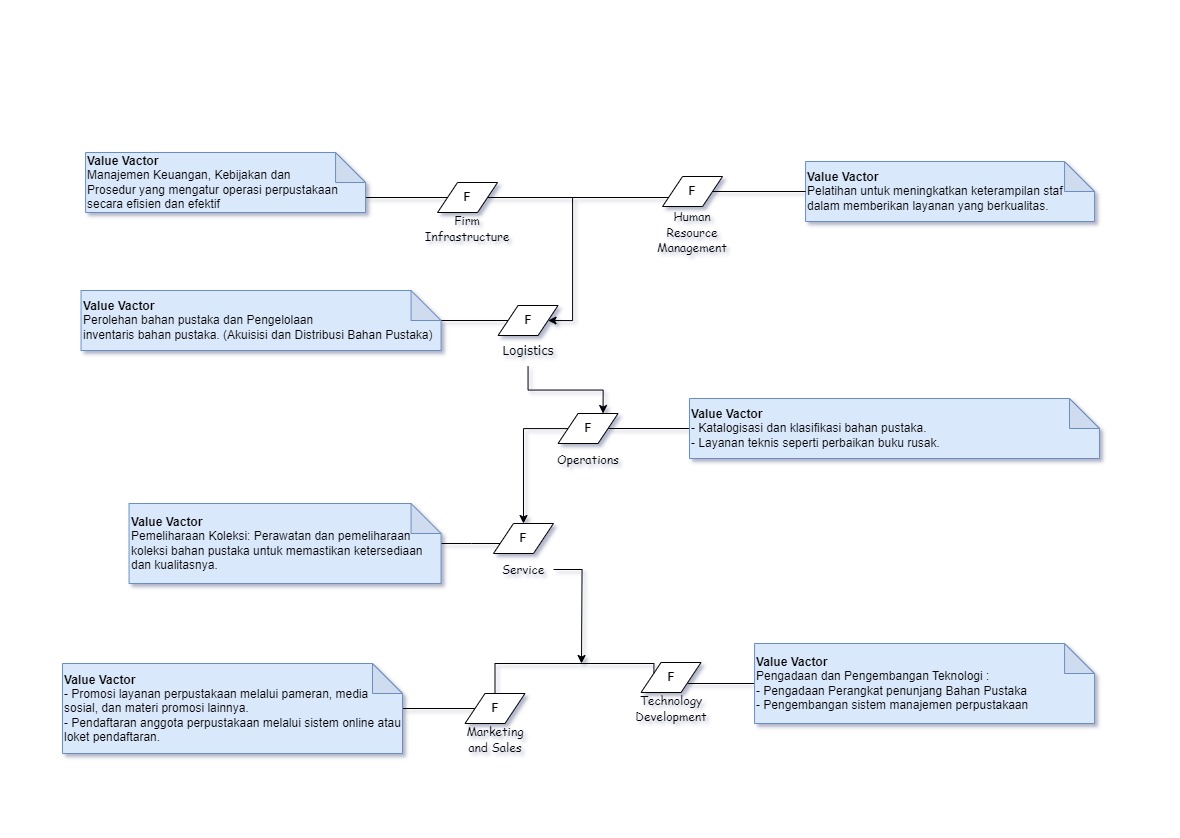 Value Vactor
Manajemen Keuangan, Kebijakan dan
Prosedur yang mengatur operasi perpustakaan
secara efisien dan efektif
F
Firm
Infrastructure
F
Human
Resource
Management
Value Vactor
Pelatihan untuk meningkatkan keterampilan staf
dalam memberikan layanan yang berkualitas.
Value Vactor
Perolehan bahan pustaka dan Pengelolaan
inventaris bahan pustaka. (Akuisisi dan Distribusi Bahan Pustaka)
F
Logistics
F
Operations
Value Vactor
- Katalogisasi dan klasifikasi bahan pustaka.
- Layanan teknis seperti perbaikan buku rusak.
Value Vactor
Pemeliharaan Koleksi: Perawatan dan pemeliharaan
koleksi bahan pustaka untuk memastikan ketersediaan
dan kualitasnya.
F
Service
Value Vactor
- Promosi layanan perpustakaan melalui pameran, media
sosial, dan materi promosi lainnya.
- Pendaftaran anggota perpustakaan melalui sistem online atau
loket pendaftaran.
F
Marketing
and Sales
F
Technology
Development
Value Vactor
Pengadaan dan Pengembangan Teknologi :
- Pengadaan Perangkat penunjang Bahan Pustaka
- Pengembangan sistem manajemen perpustakaan